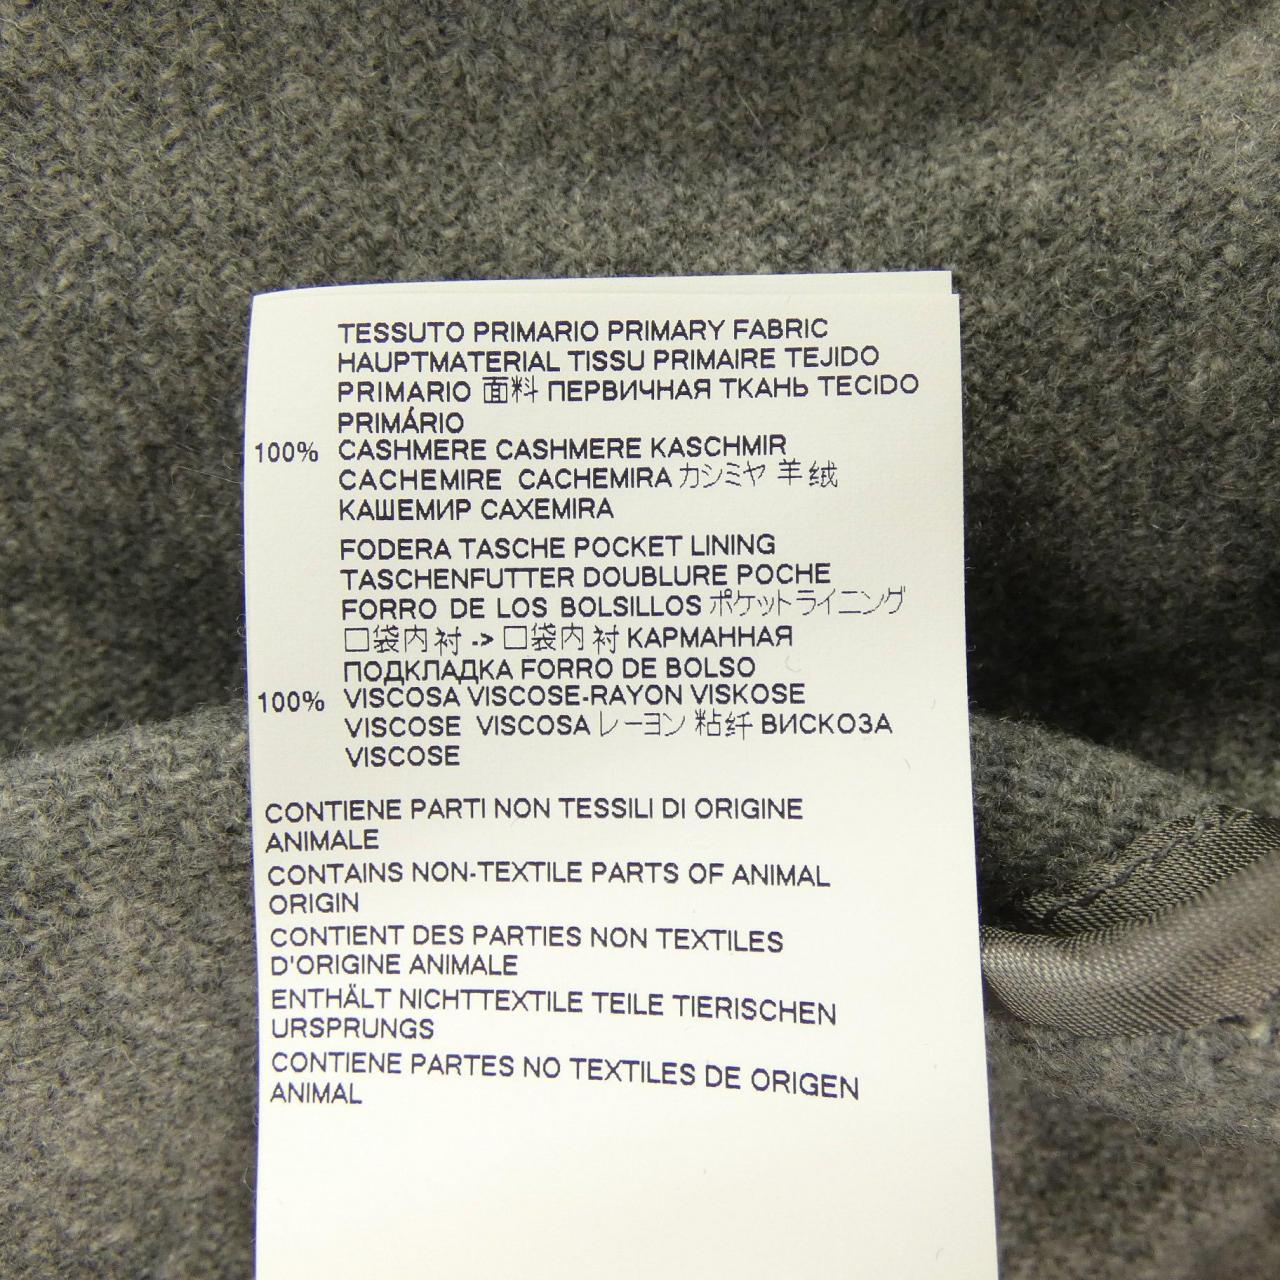 TESSUTO PRIMARIO PRIMARY FABRIC
HAUPTMATERIAL TISSU PRIMAIRE TEJIDO
PRIMARIO 面料 ПЕРВИЧНАЯ ТКАНЬ TECIDO
PRIMÁRIO
100% CASHMERE CASHMERE KASCHMIR
CACHEMIRE CACHEMIRA カシミヤ 羊绒
КАШЕМИР CAXEMIRA
FODERA TASCHE POCKET LINING
TASCHENFUTTER DOUBLURE POCHE
FORRO DE LOS BOLSILLOS ポケットライニング
口袋内衬 -> 口袋内衬 КАРМАННАЯ
ПОДКЛАДКА FORRO DE BOLSO
100% VISCOSA VISCOSE-RAYON VISKOSE
VISCOSE VISCOSA レーヨン 粘纤 ВИСКОЗА
VISCOSE
CONTIENE PARTI NON TESSILI DI ORIGINE
ANIMALE
CONTAINS NON-TEXTILE PARTS OF ANIMAL
ORIGIN
CONTIENT DES PARTIES NON TEXTILES
D'ORIGINE ANIMALE
ENTHÄLT NICHTTEXTILE TEILE TIERISCHEN
URSPRUNGS
CONTIENE PARTES NO TEXTILES DE ORIGEN
ANIMAL